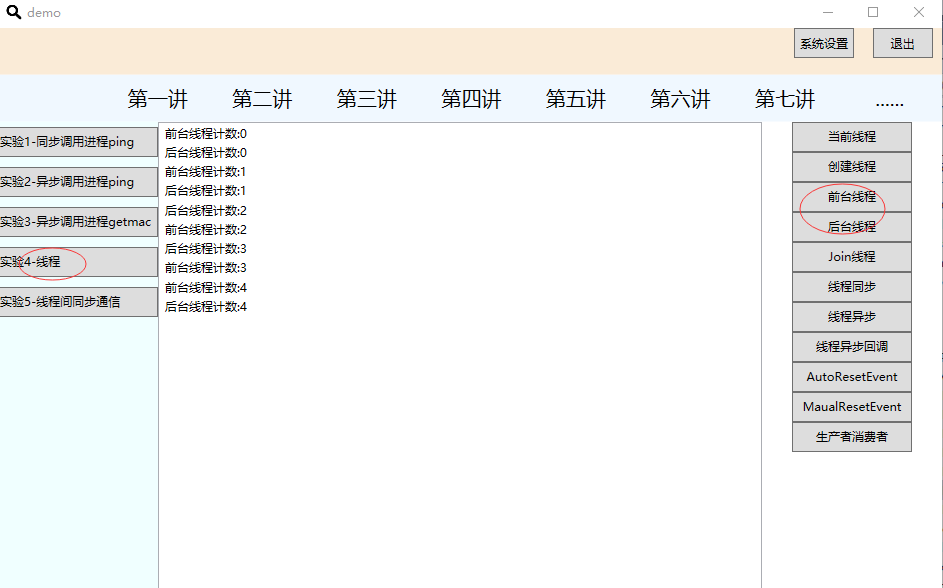 demo
系统设置 退出
第一讲 第二讲 第三讲 第四讲 第五讲 第六讲 第七讲 ......
实验1-同步调用进程ping
实验2-异步调用进程ping
实验3-异步调用进程getmac
实验4-线程
实验5-线程间同步通信
前台线程计数:0
后台线程计数:0
前台线程计数:1
后台线程计数:1
后台线程计数:2
前台线程计数:2
后台线程计数:3
前台线程计数:3
前台线程计数:4
后台线程计数:4
当前线程
创建线程
前台线程
后台线程
Join线程
线程同步
线程异步
线程异步回调
AutoResetEvent
MaualResetEvent
生产者消费者